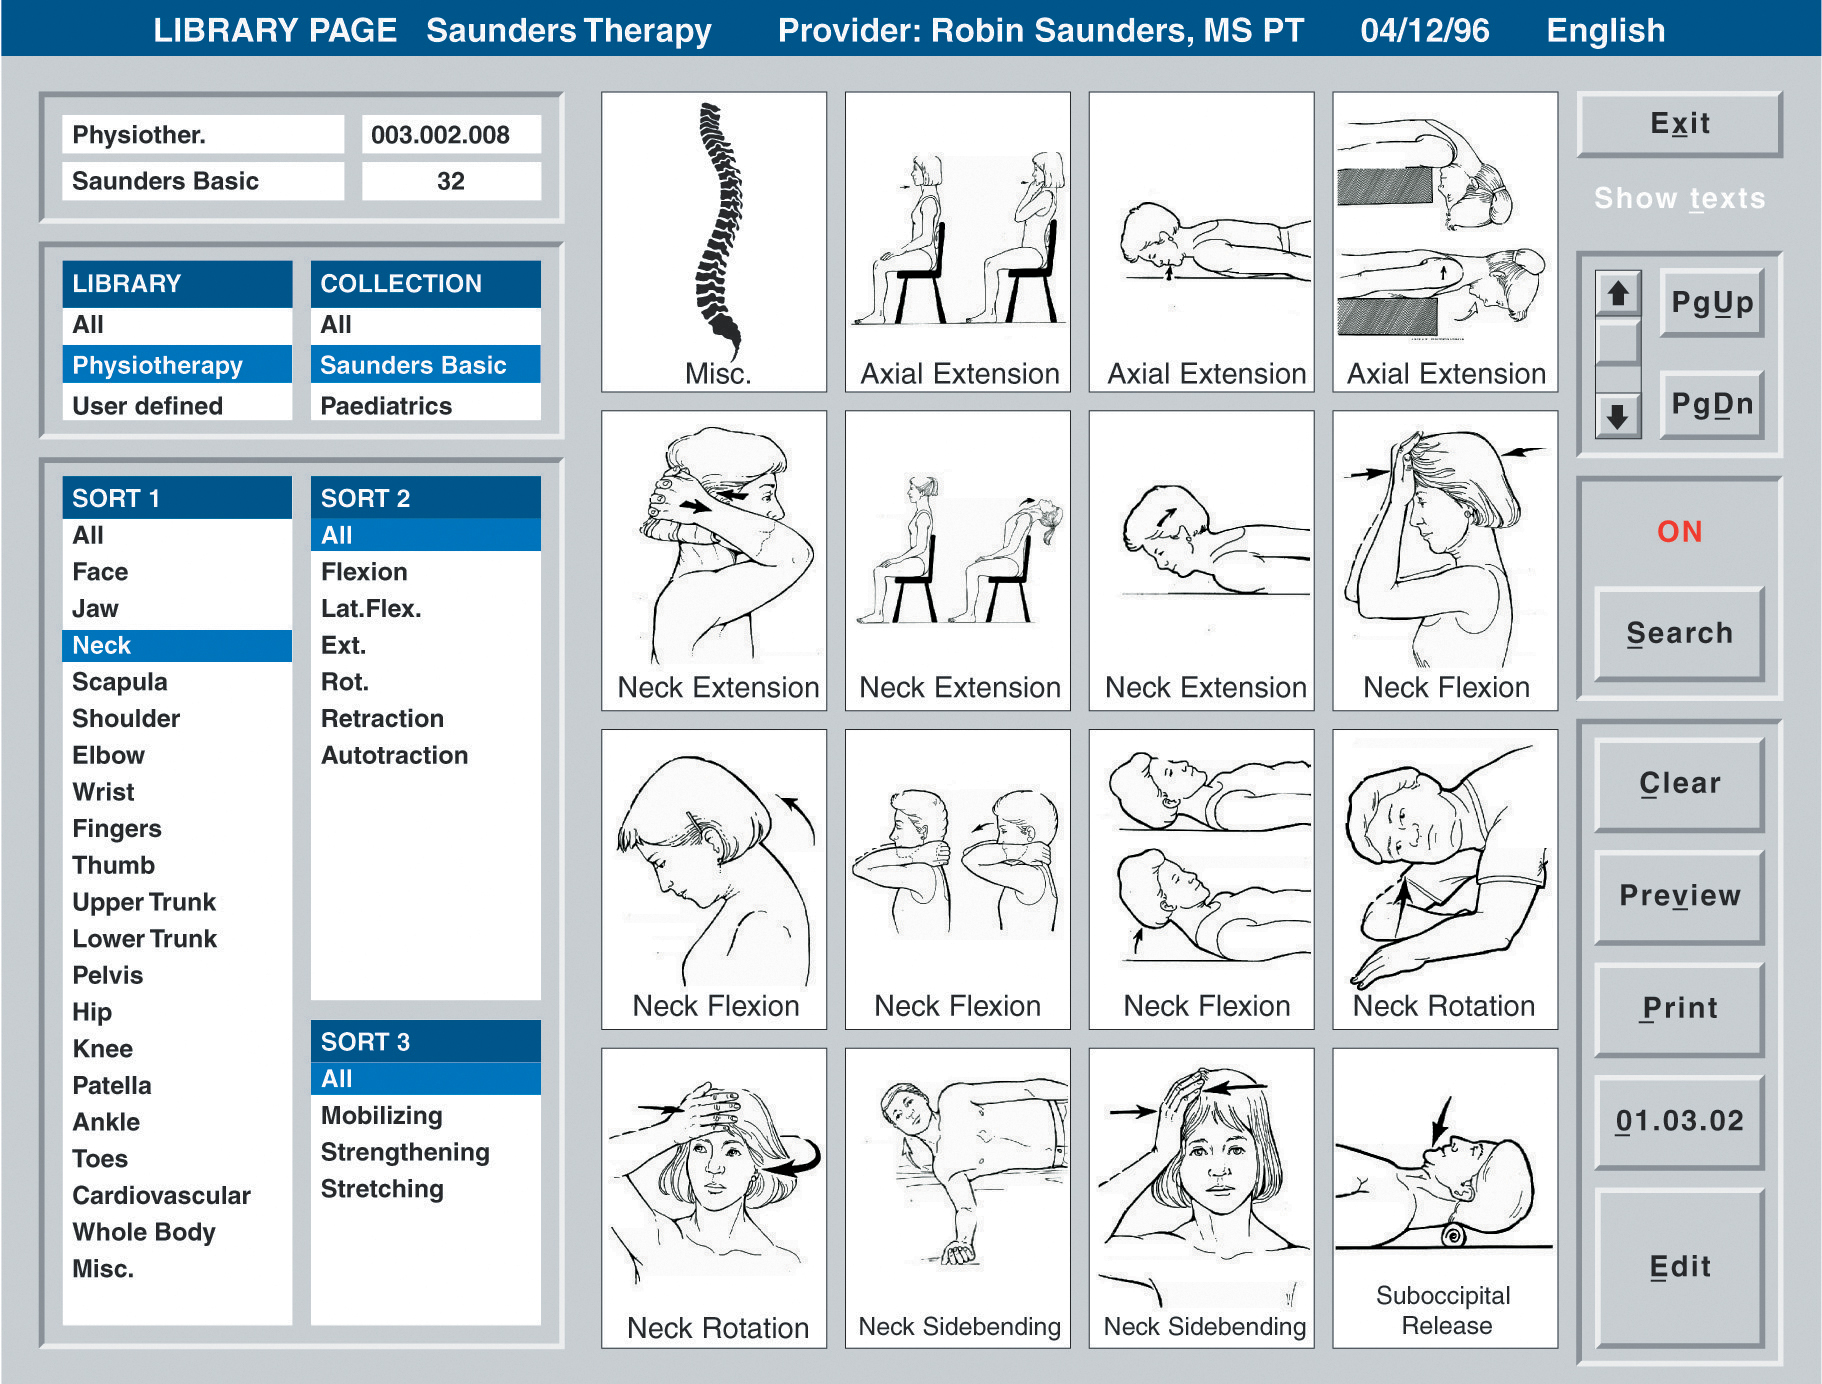 LIBRARY PAGE Saunders Therapy Provider: Robin Saunders, MS PT 04/12/96 English
Physiother. 003.002.008
Saunders Basic 32
LIBRARY
All
Physiotherapy
User defined
COLLECTION
All
Saunders Basic
Paediatrics
SORT 1
All
Face
Jaw
Neck
Scapula
Shoulder
Elbow
Wrist
Fingers
Thumb
Upper Trunk
Lower Trunk
Pelvis
Hip
Knee
Patella
Ankle
Toes
Cardiovascular
Whole Body
Misc.
SORT 2
All
Flexion
Lat.Flex.
Ext.
Rot.
Retraction
Autotraction
SORT 3
All
Mobilizing
Strengthening
Stretching
Misc.
Axial Extension
Axial Extension
Axial Extension
Neck Extension
Neck Extension
Neck Extension
Neck Flexion
Neck Flexion
Neck Flexion
Neck Flexion
Neck Rotation
Neck Rotation
Neck Sidebending
Neck Sidebending
Suboccipital
Release
Exit
Show texts
PgUp
PgDn
ON
Search
Clear
Preview
Print
01.03.02
Edit